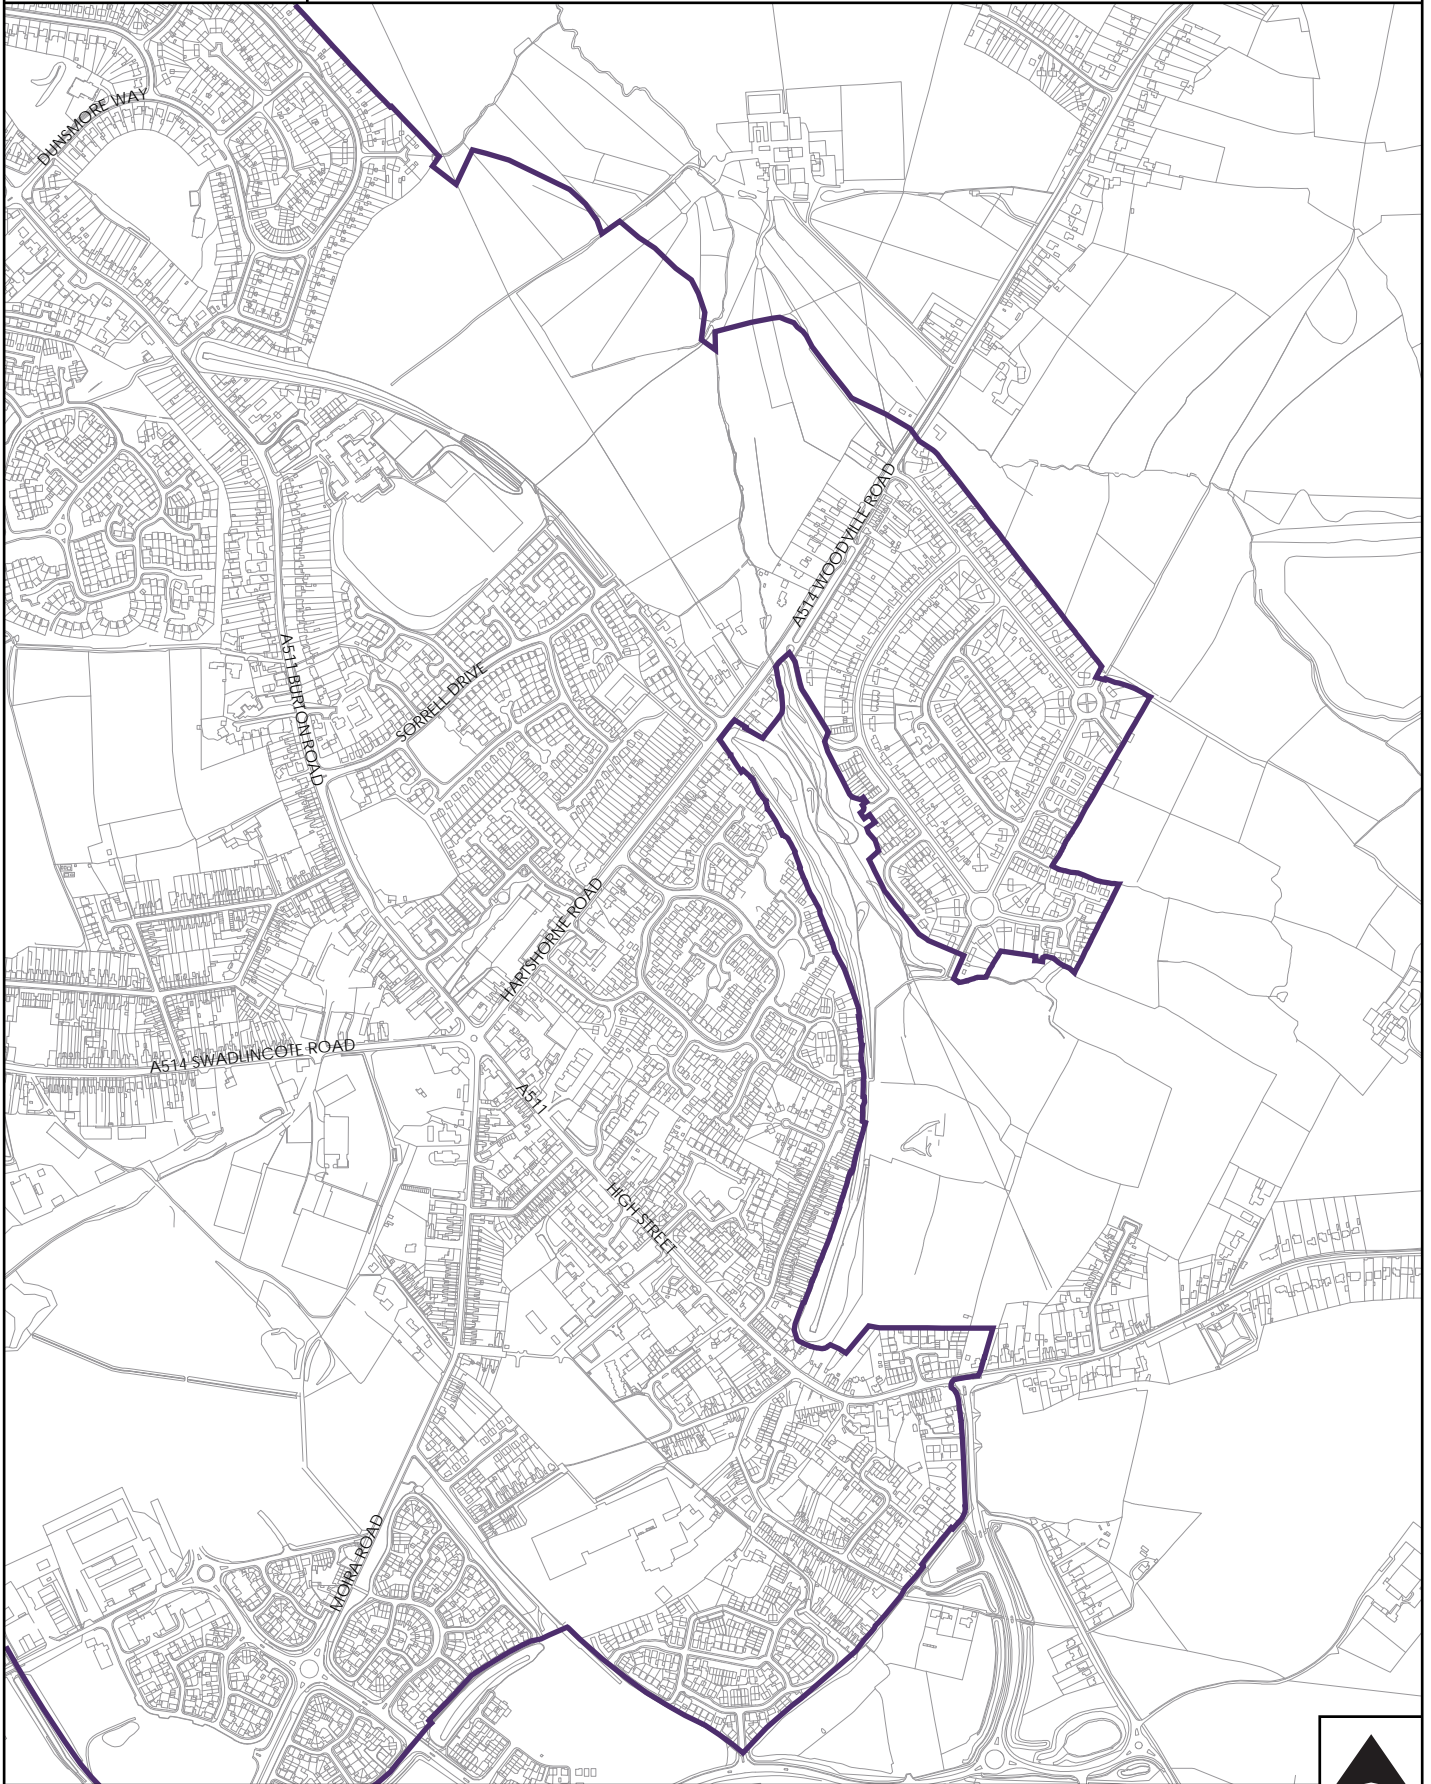 DUNSMORE WAY
A514 WOODVILLE ROAD
A511 BURTON ROAD
SORRELL DRIVE
HARTSHORNE ROAD
A514 SWADLINCOTE ROAD
A511
HIGH STREET
MOIRA ROAD